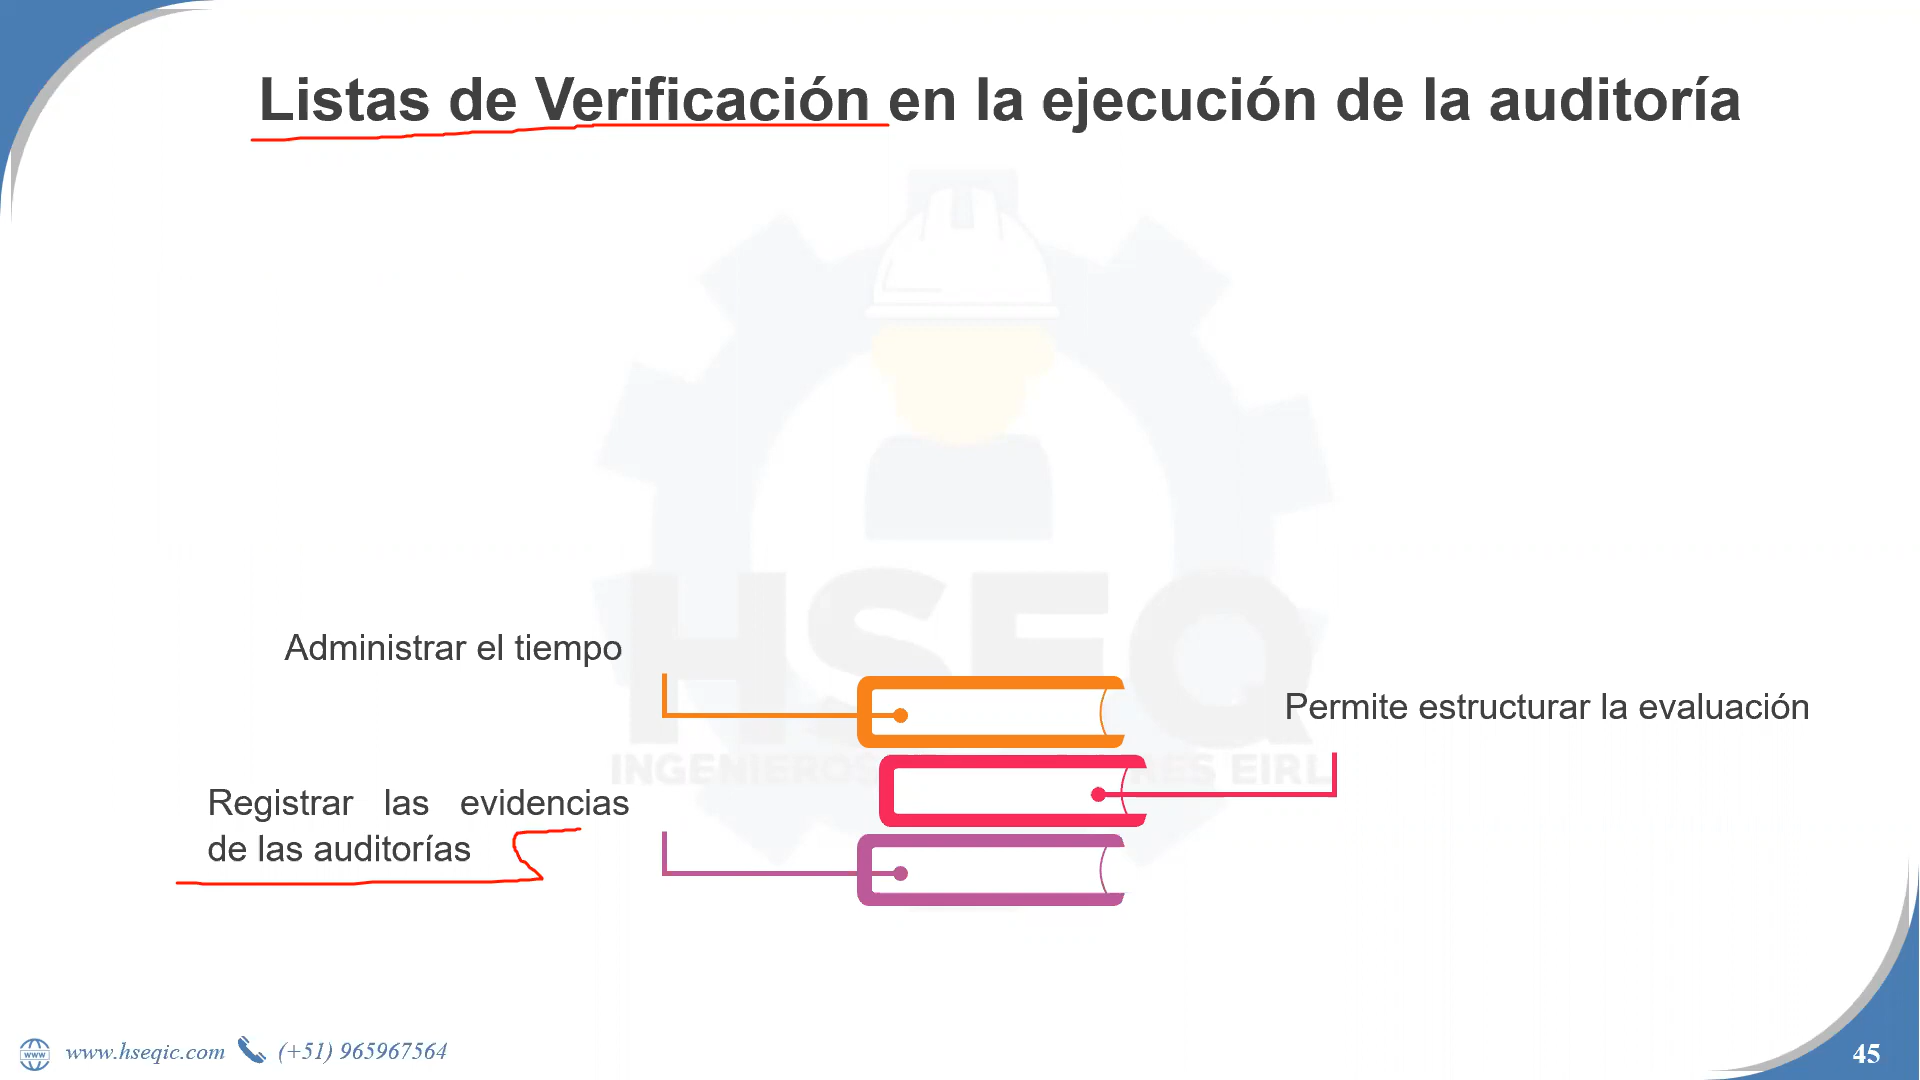 Listas de Verificación en la ejecución de la auditoría
Administrar el tiempo
Permite estructurar la evaluación
Registrar las evidencias
de las auditorías
HSEQ
www.hseqic.com (+51) 965967564
45